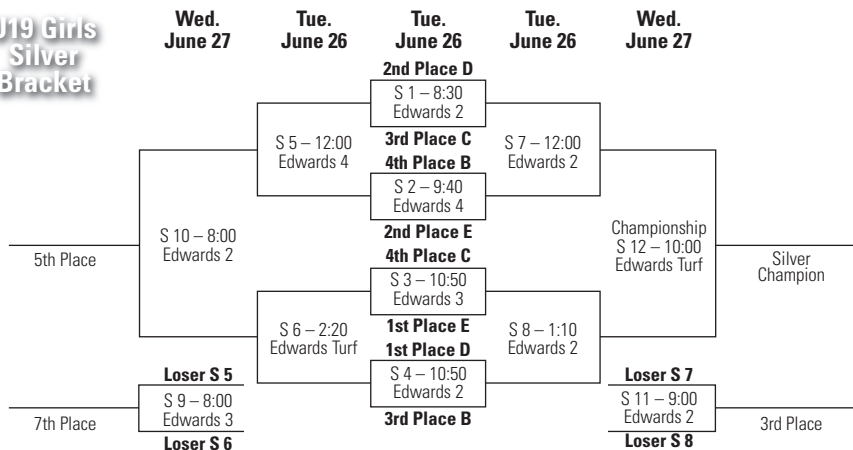 U19 Girls
Silver
Bracket
Wed.
June 27
Tue.
June 26
Tue.
June 26
Tue.
June 26
Wed.
June 27
2nd Place D
S 1 – 8:30
Edwards 2
3rd Place C
4th Place B
S 2 – 9:40
Edwards 4
2nd Place E
4th Place C
S 3 – 10:50
Edwards 3
1st Place E
1st Place D
S 4 – 10:50
Edwards 2
3rd Place B
S 5 – 12:00
Edwards 4
S 7 – 12:00
Edwards 2
S 10 – 8:00
Edwards 2
5th Place
Championship
S 12 – 10:00
Edwards Turf
Silver
Champion
S 6 – 2:20
Edwards Turf
S 8 – 1:10
Edwards 2
Loser S 5
S 9 – 8:00
Edwards 3
Loser S 6
7th Place
Loser S 7
S 11 – 9:00
Edwards 2
Loser S 8
3rd Place